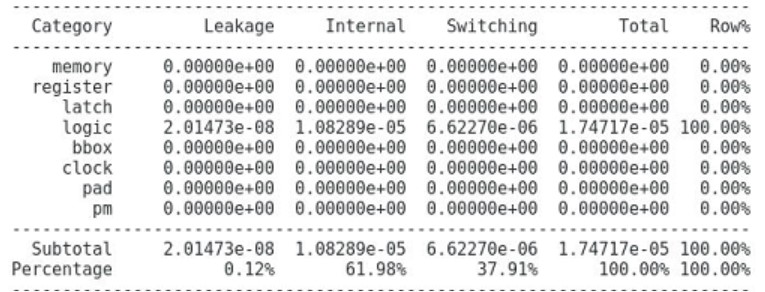 Category Leakage Internal Switching Total Row%
memory 0.00000e+00 0.00000e+00 0.00000e+00 0.00000e+00 0.00%
register 0.00000e+00 0.00000e+00 0.00000e+00 0.00000e+00 0.00%
latch 0.00000e+00 0.00000e+00 0.00000e+00 0.00000e+00 0.00%
logic 2.01473e-08 1.08289e-05 6.62270e-06 1.74717e-05 100.00%
bbox 0.00000e+00 0.00000e+00 0.00000e+00 0.00000e+00 0.00%
clock 0.00000e+00 0.00000e+00 0.00000e+00 0.00000e+00 0.00%
pad 0.00000e+00 0.00000e+00 0.00000e+00 0.00000e+00 0.00%
pm 0.00000e+00 0.00000e+00 0.00000e+00 0.00000e+00 0.00%
Subtotal 2.01473e-08 1.08289e-05 6.62270e-06 1.74717e-05 100.00%
Percentage 0.12% 61.98% 37.91% 100.00% 100.00%